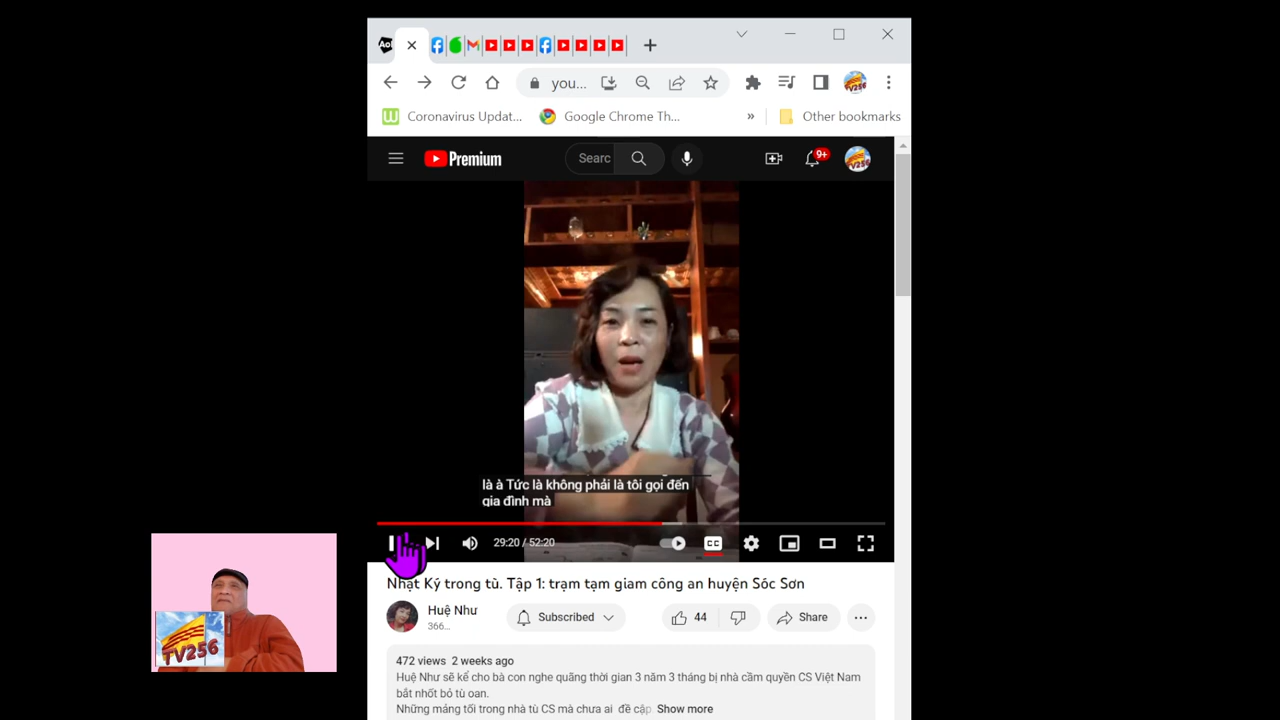 Ao
you...
Coronavirus Updat...
Google Chrome Th...
»
Other bookmarks
Premium
Searc
9+
TV256
là à Tức là không phải là tôi gọi đến
gia đình mà
29:20 / 52:20
CC
Nhật Ký trong tù. Tập 1: trạm tạm giam công an huyện Sóc Sơn
Huệ Như
366...
Subscribed
44
Share
TV256
472 views 2 weeks ago
Huệ Như sẽ kể cho bà con nghe quãng thời gian 3 năm 3 tháng bị nhà cầm quyền CS Việt Nam
bắt nhốt bỏ tù oan.
Những mảng tối trong nhà tù CS mà chưa ai đề cập Show more